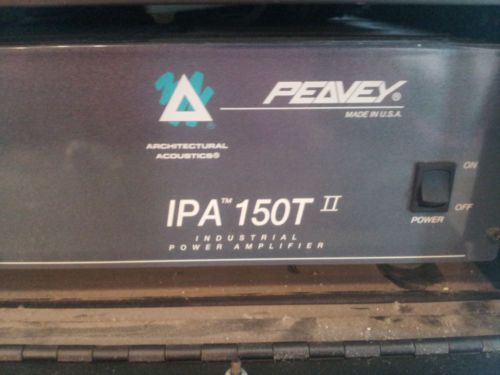 PEAVEY®
MADE IN U.S.A.
ARCHITECTURAL
ACOUSTICS®
ON
OFF
POWER
IPA™ 150T II
INDUSTRIAL
POWER AMPLIFIER